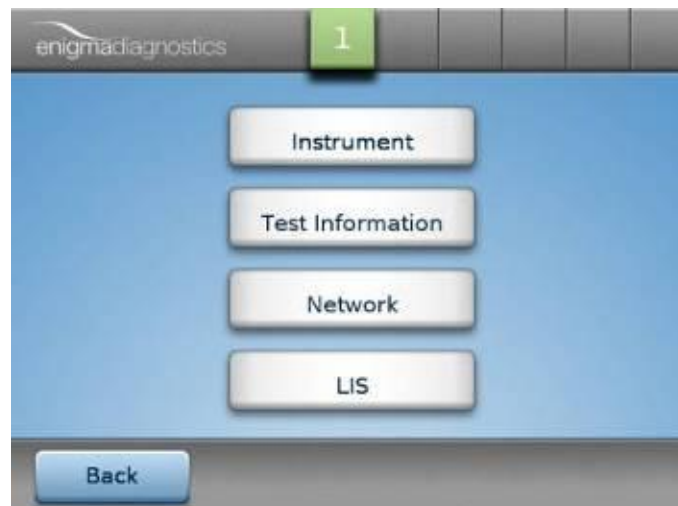 enigmadiagnostics
1
Instrument
Test Information
Network
LIS
Back